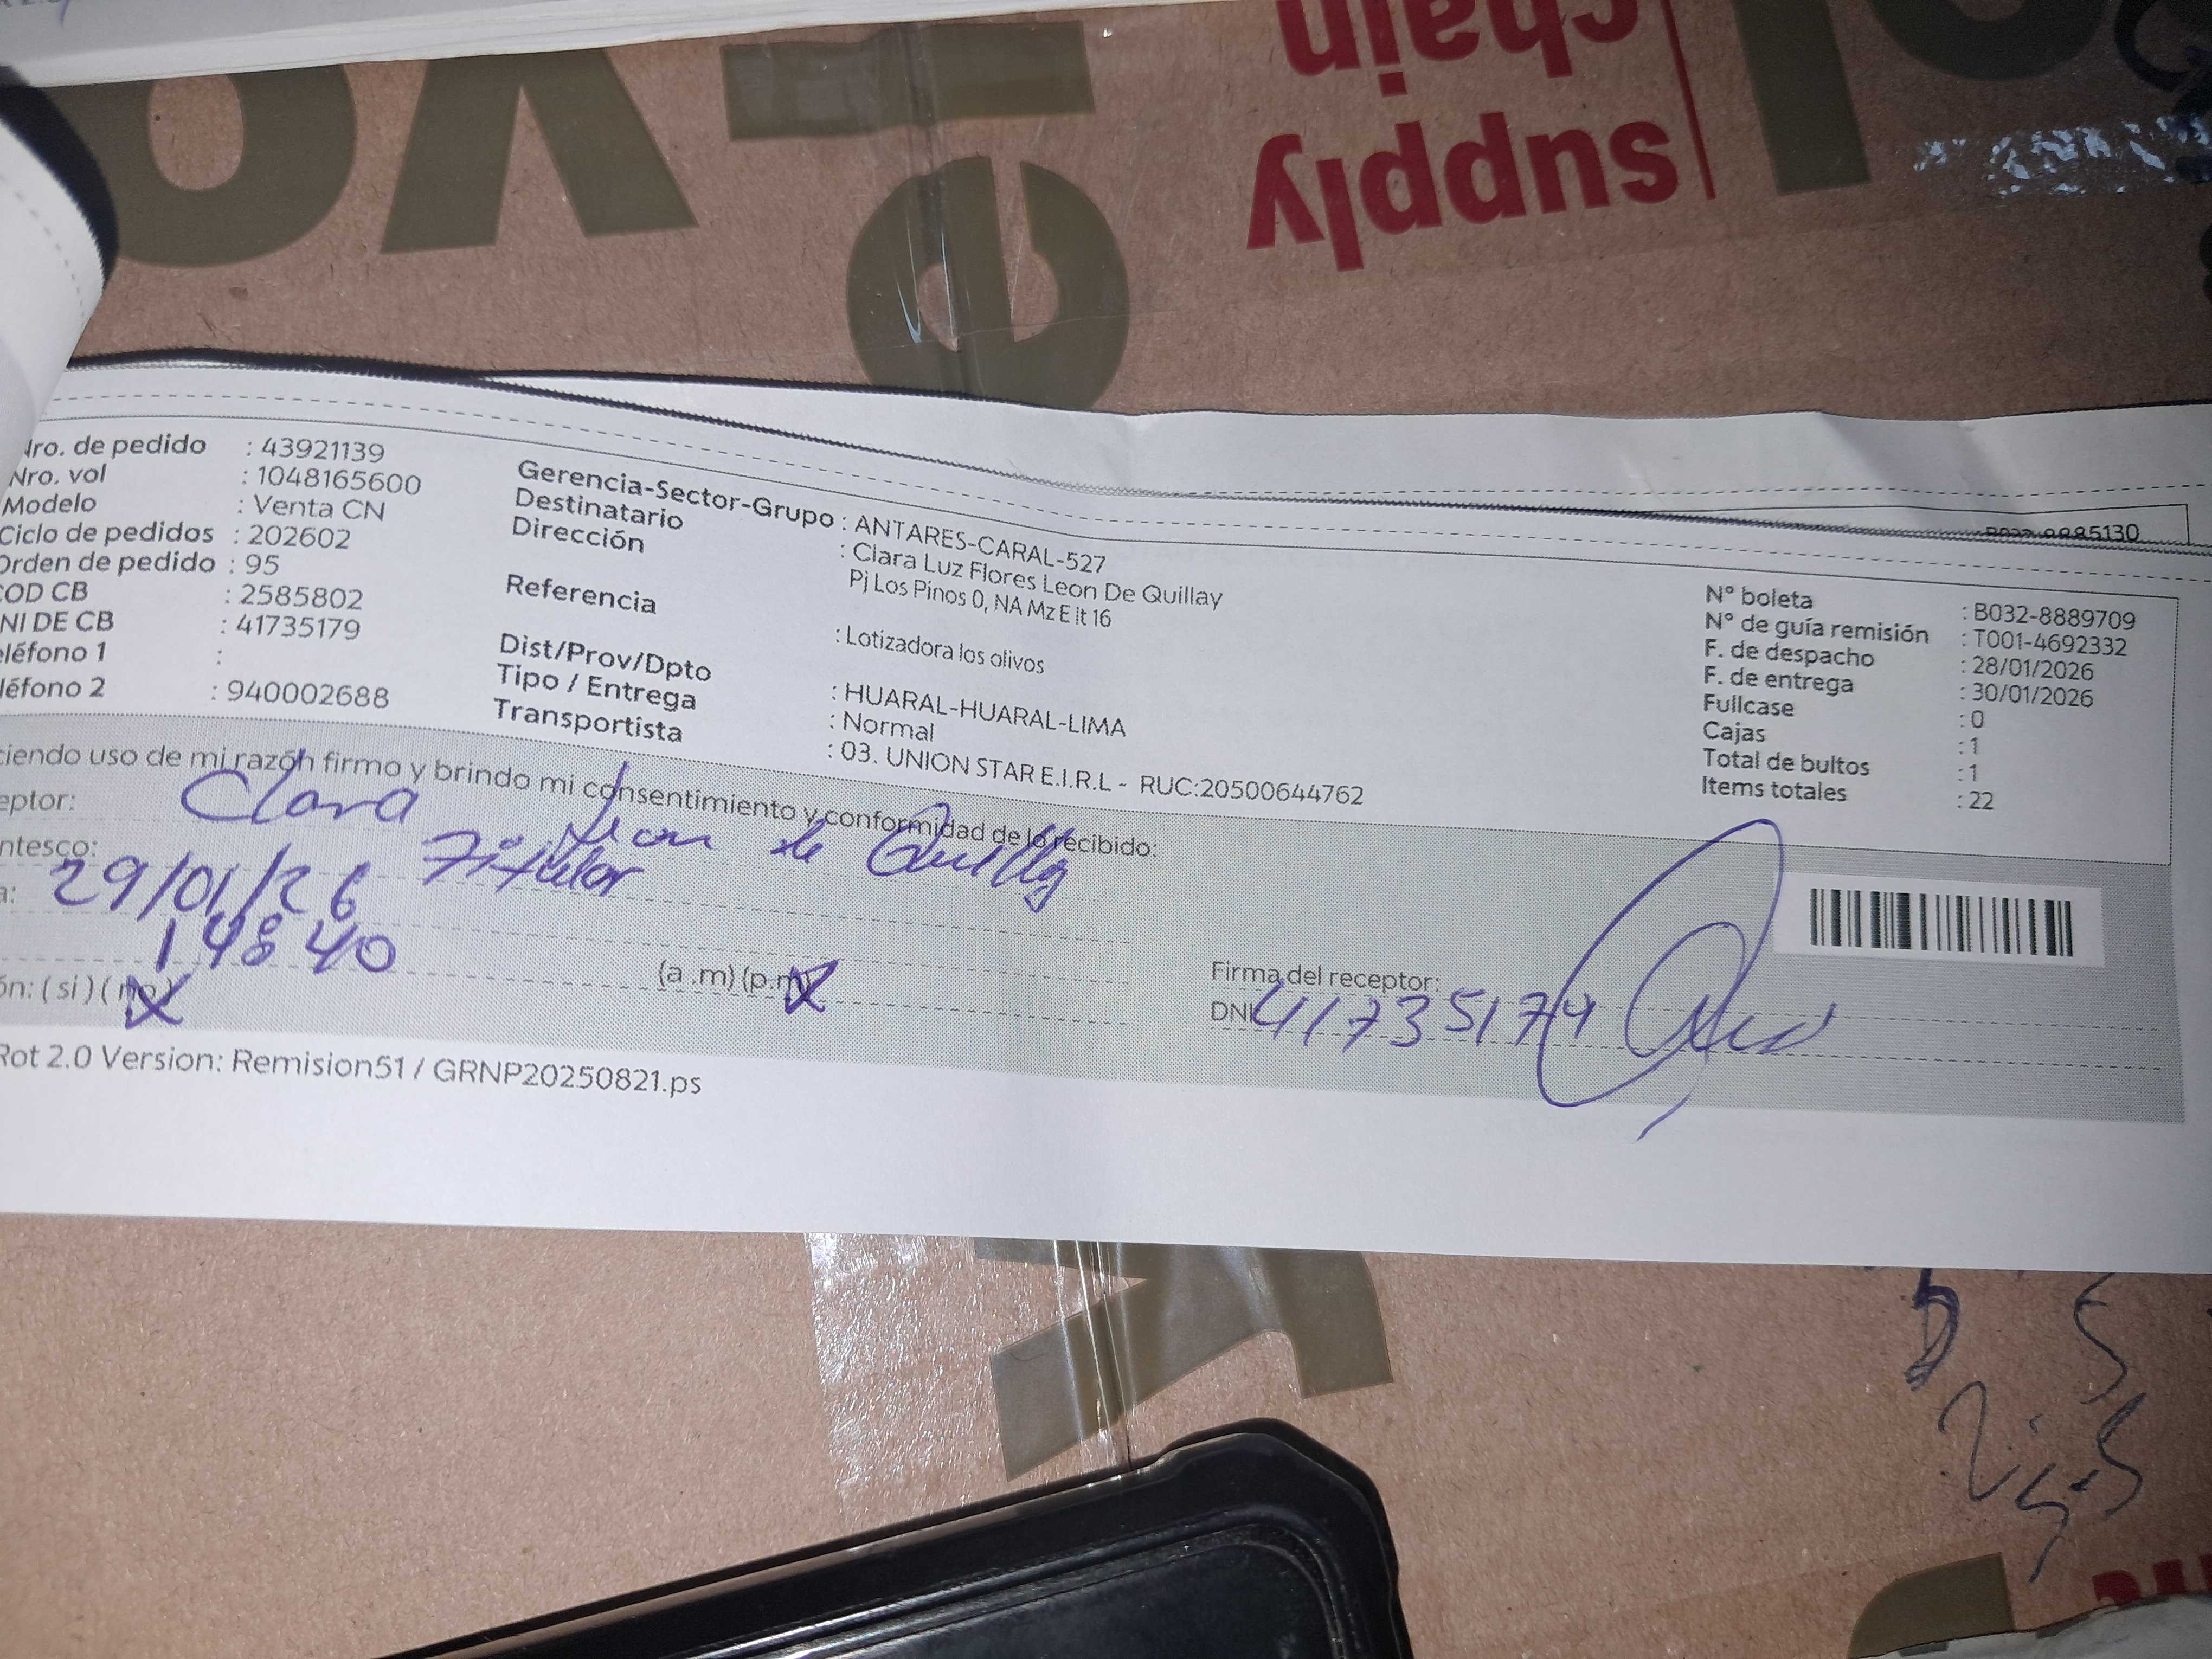 supply
chain
Nro. de pedido : 43921139
Nro. vol : 1048165600
Modelo : Venta CN
Ciclo de pedidos : 202602
Orden de pedido : 95
COD CB : 2585802
NI DE CB : 41735179
eléfono 1 :
léfono 2 : 940002688
Gerencia-Sector-Grupo : ANTARES-CARAL-527
Destinatario : Clara Luz Flores Leon De Quillay
Dirección Pj Los Pinos 0, NA Mz E lt 16
Referencia : Lotizadora los olivos
Dist/Prov/Dpto : HUARAL-HUARAL-LIMA
Tipo / Entrega : Normal
Transportista : 03. UNION STAR E.I.R.L - RUC:20500644762
8885130
N° boleta : B032-8889709
N° de guía remisión : T001-4692332
F. de despacho : 28/01/2026
F. de entrega : 30/01/2026
Fullcase : 0
Cajas : 1
Total de bultos : 1
Items totales : 22
ciendo uso de mi razón firmo y brindo mi consentimiento y conformidad de lo recibido:
eptor: Clara Leon de Quillay
ntesco: Titular
a: 29/01/26
40
(a .m) (p.m)
ón: ( si ) ( no )
Firma del receptor:
DNI 41735179
Rot 2.0 Version: Remision51 / GRNP20250821.ps